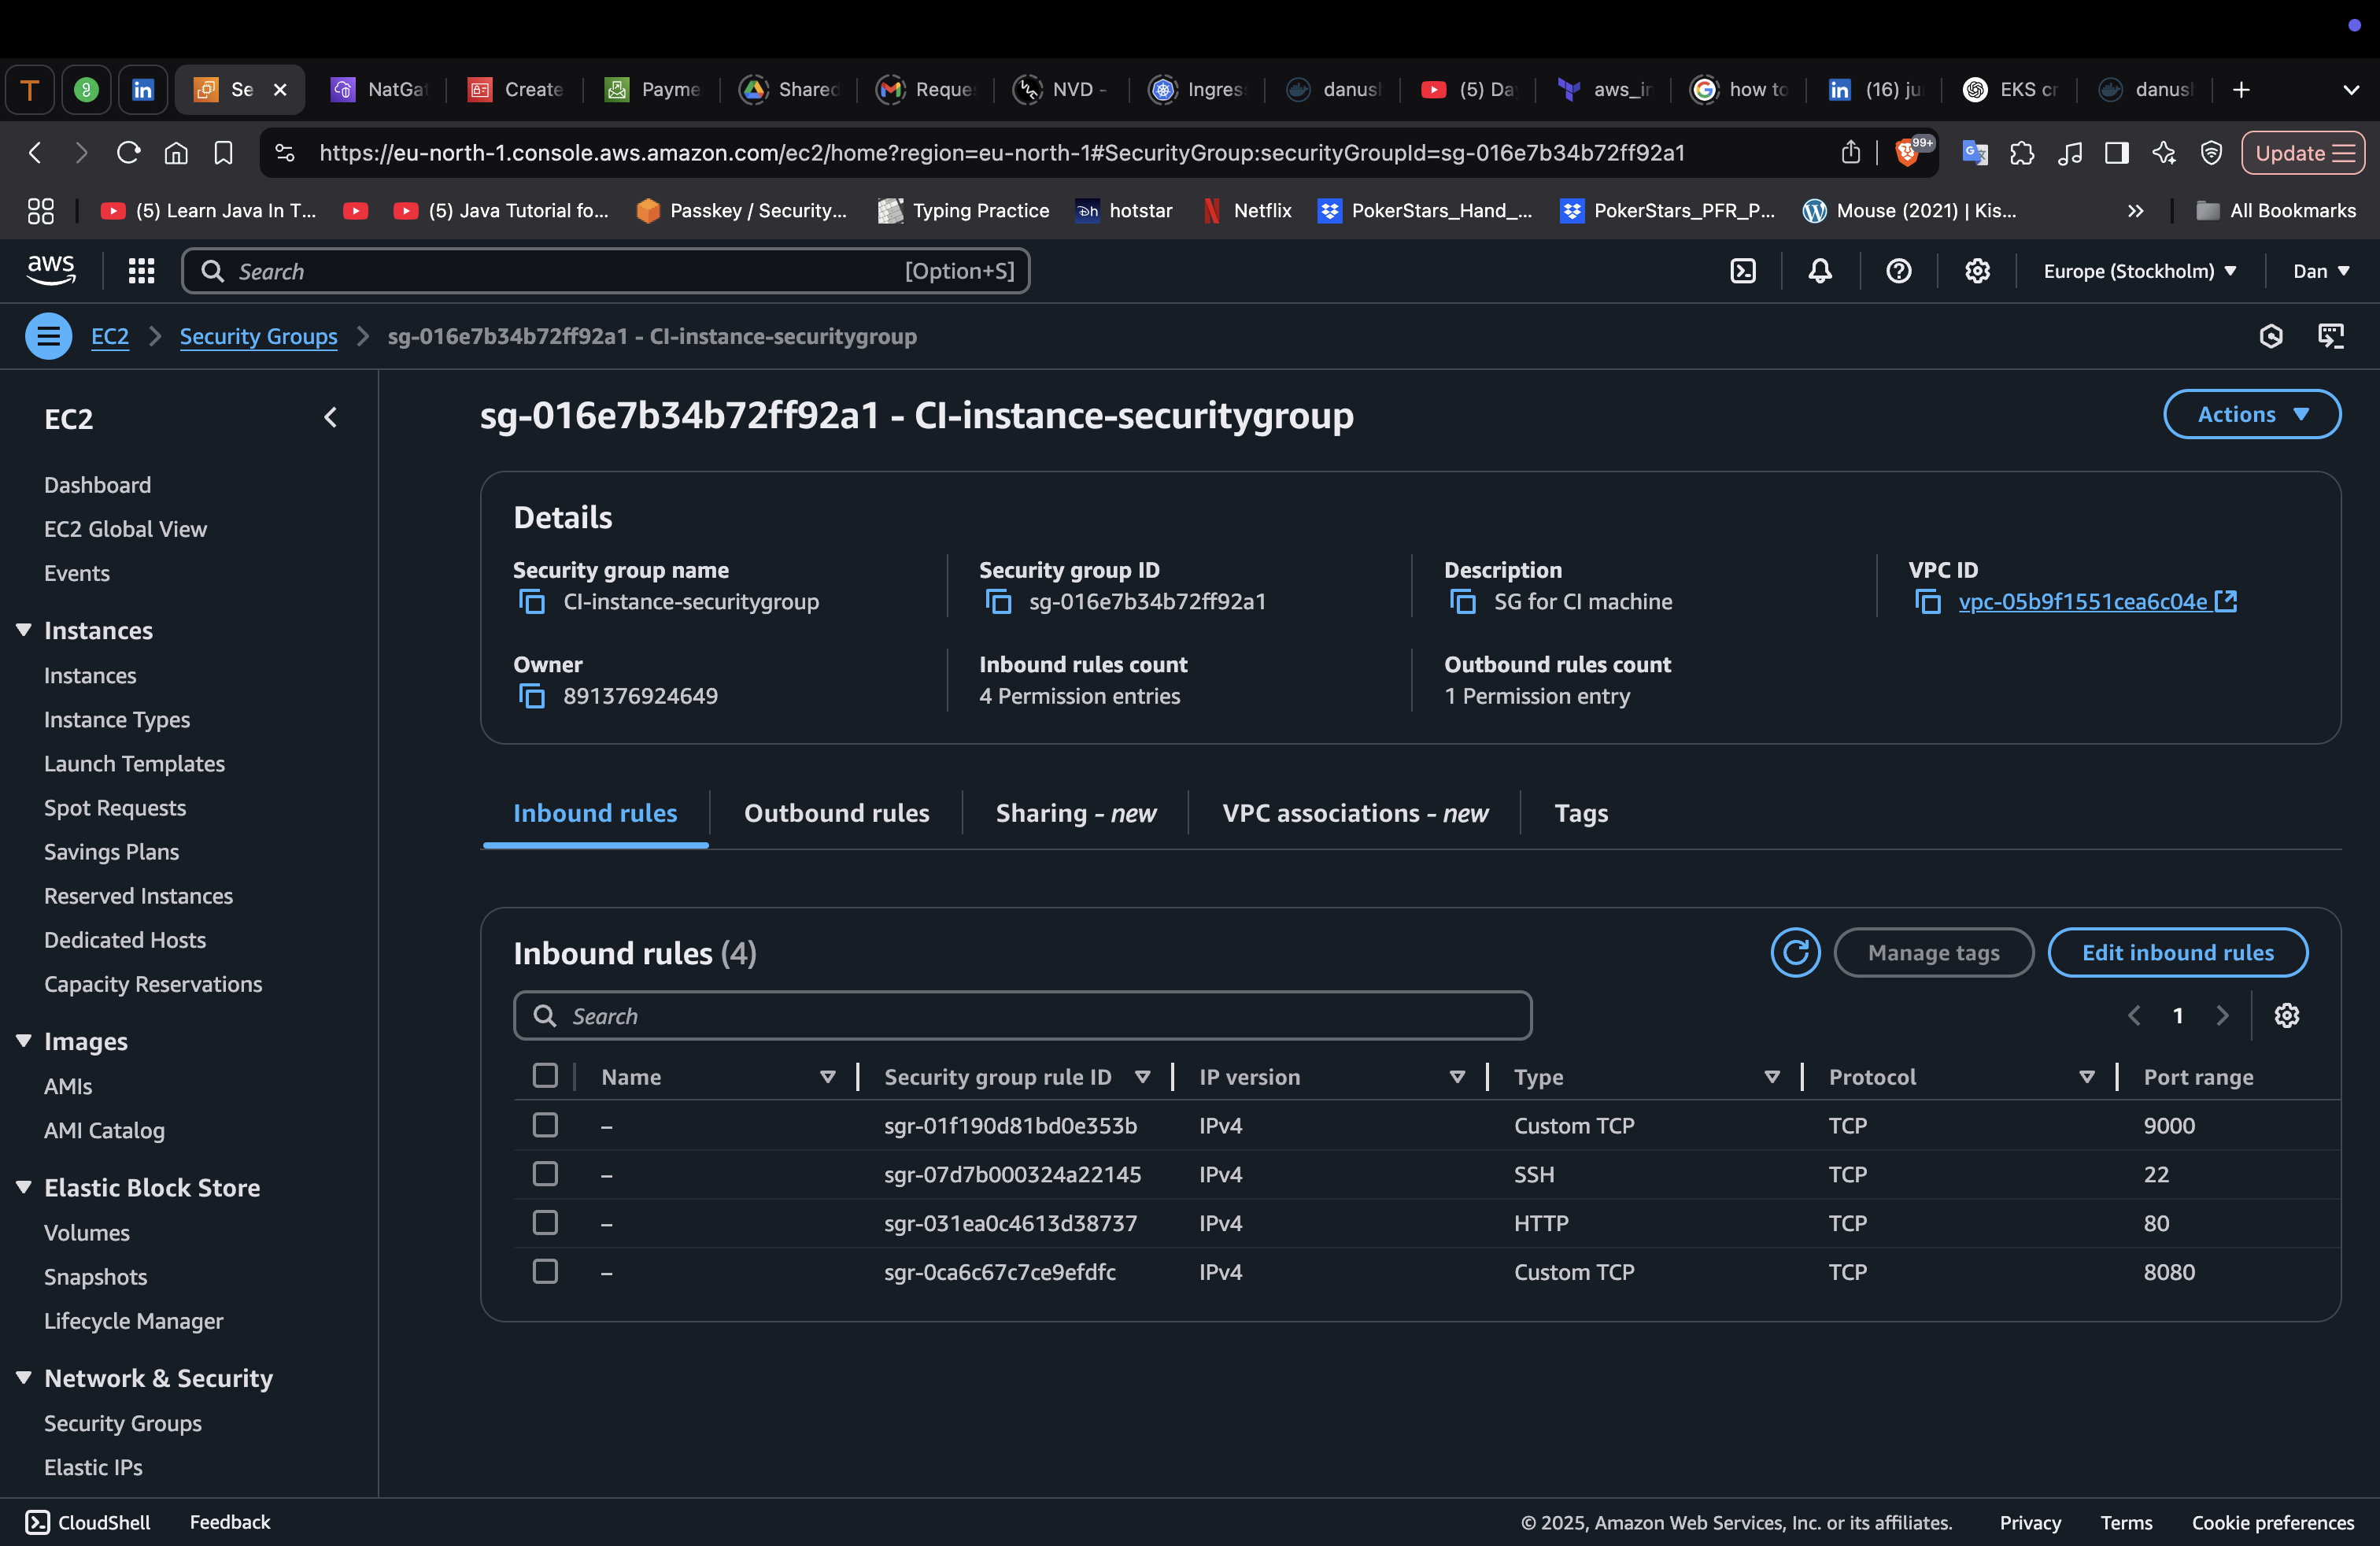 T
in
Se
NatGat
Create
Payme
Shared
Reques
NVD -
Ingres
danus
(5) Da
aws_in
how to
in (16) ju
EKS cr
danus
https://eu-north-1.console.aws.amazon.com/ec2/home?region=eu-north-1#SecurityGroup:securityGroupId=sg-016e7b34b72ff92a1
99+
Update
(5) Learn Java In T...
(5) Java Tutorial fo...
Passkey / Security...
Typing Practice
hotstar
Netflix
PokerStars_Hand_...
PokerStars_PFR_P...
Mouse (2021) | Kis...
All Bookmarks
aws
Search
[Option+S]
Europe (Stockholm)
Dan
EC2
Security Groups
sg-016e7b34b72ff92a1 - CI-instance-securitygroup
EC2
Dashboard
EC2 Global View
Events
Instances
Instances
Instance Types
Launch Templates
Spot Requests
Savings Plans
Reserved Instances
Dedicated Hosts
Capacity Reservations
Images
AMIs
AMI Catalog
Elastic Block Store
Volumes
Snapshots
Lifecycle Manager
Network & Security
Security Groups
Elastic IPs
sg-016e7b34b72ff92a1 - CI-instance-securitygroup
Actions
Details
Security group name
CI-instance-securitygroup
Security group ID
sg-016e7b34b72ff92a1
Description
SG for CI machine
VPC ID
vpc-05b9f1551cea6c04e
Owner
891376924649
Inbound rules count
4 Permission entries
Outbound rules count
1 Permission entry
Inbound rules
Outbound rules
Sharing - new
VPC associations - new
Tags
Inbound rules (4)
Manage tags
Edit inbound rules
Search
1
Name Security group rule ID IP version Type Protocol Port range
– sgr-01f190d81bd0e353b IPv4 Custom TCP TCP 9000
– sgr-07d7b000324a22145 IPv4 SSH TCP 22
– sgr-031ea0c4613d38737 IPv4 HTTP TCP 80
– sgr-0ca6c67c7ce9efdfc IPv4 Custom TCP TCP 8080
CloudShell
Feedback
© 2025, Amazon Web Services, Inc. or its affiliates.
Privacy
Terms
Cookie preferences